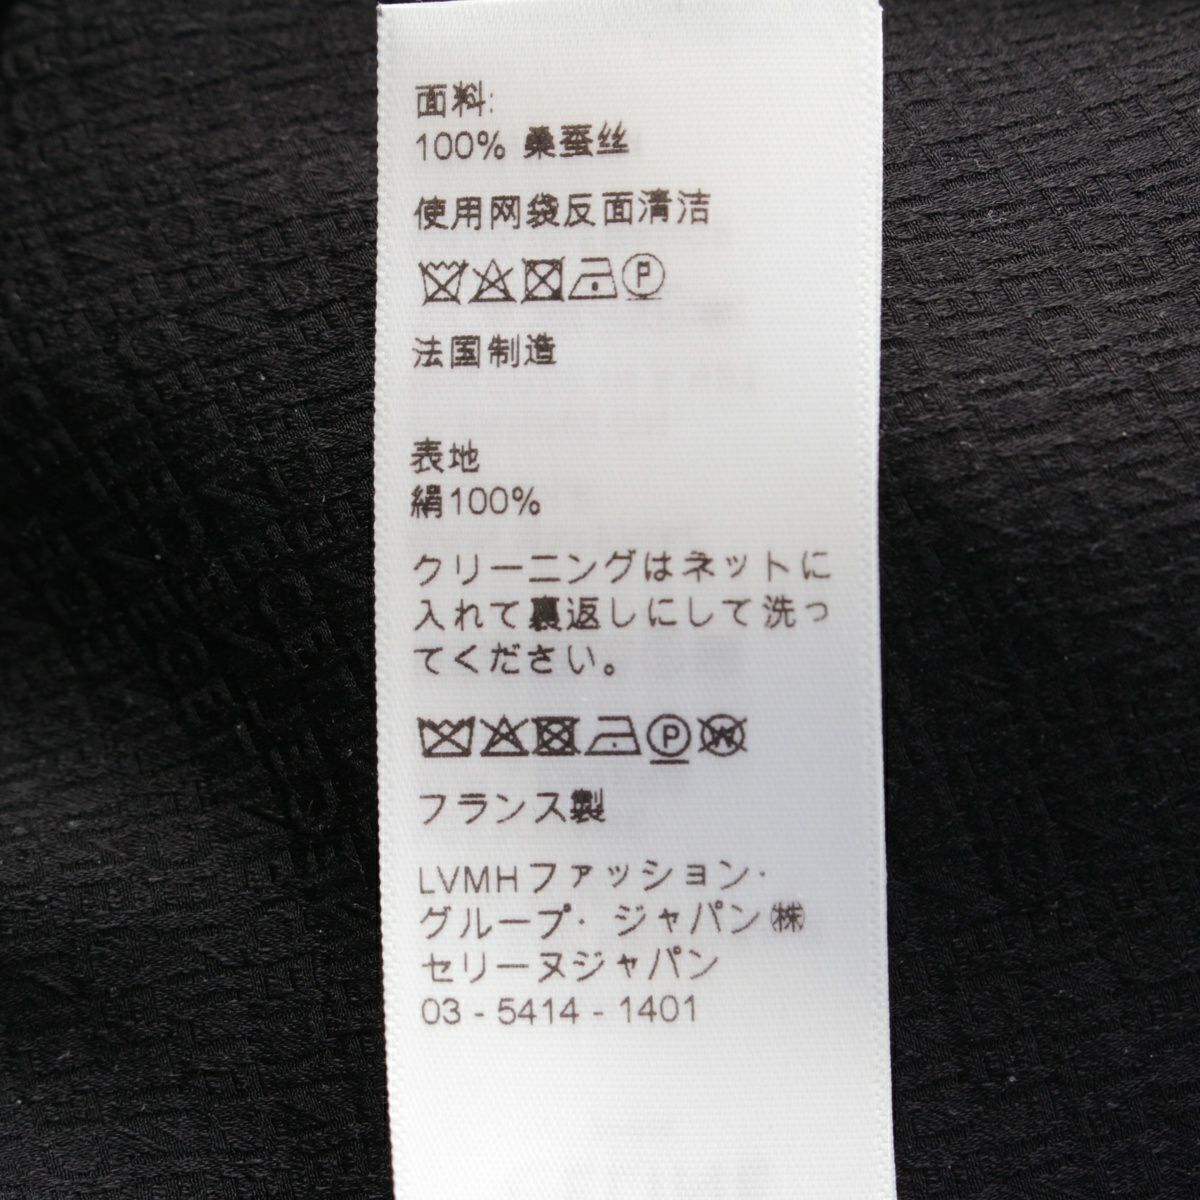 面料:
100% 桑蚕丝
使用网袋反面清洁
P
法国制造
表地
絹100%
クリーニングはネットに
入れて裏返しにして洗っ
てください。
P W
フランス製
LVMHファッション・
グループ・ジャパン㈱
セリーヌジャパン
03 - 5414 - 1401